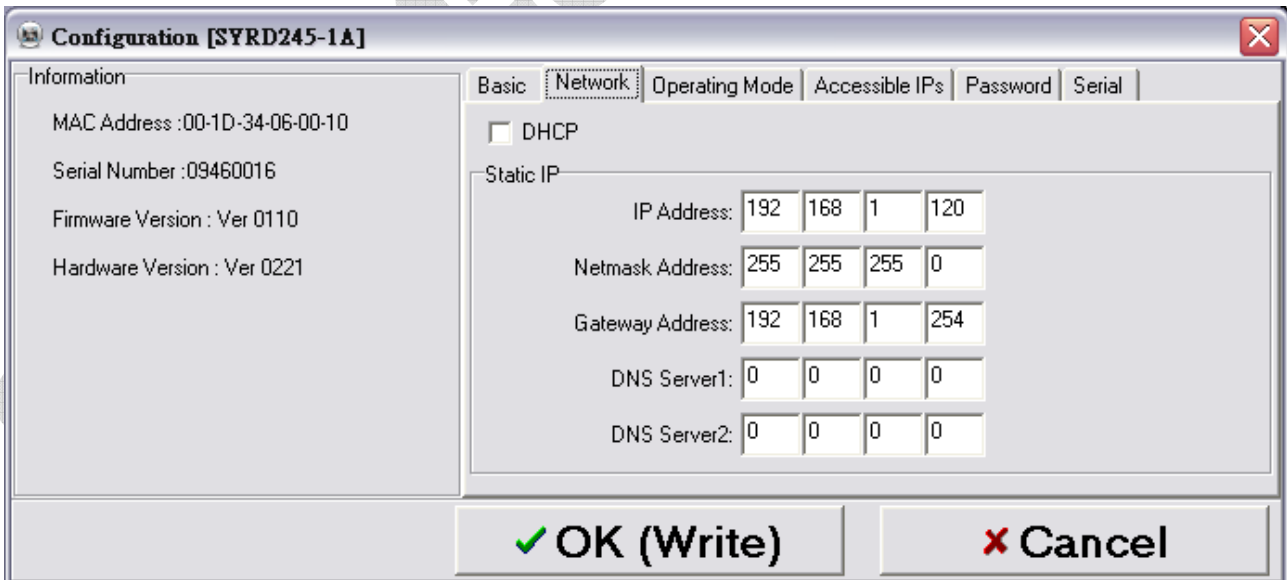 Configuration [SYRD245-1A]
Information
MAC Address :00-1D-34-06-00-10
Serial Number :09460016
Firmware Version : Ver 0110
Hardware Version : Ver 0221
Basic Network Operating Mode Accessible IPs Password Serial
DHCP
Static IP
IP Address: 192 168 1 120
Netmask Address: 255 255 255 0
Gateway Address: 192 168 1 254
DNS Server1: 0 0 0 0
DNS Server2: 0 0 0 0
OK (Write) Cancel